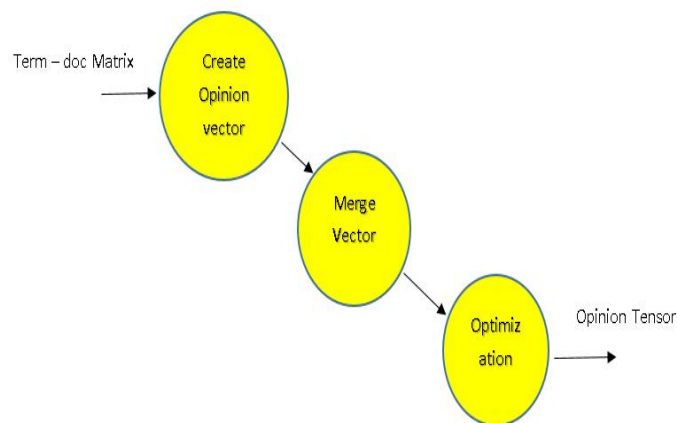 Term – doc Matrix
Create
Opinion
vector
Merge
Vector
Optimiz
ation
Opinion Tensor